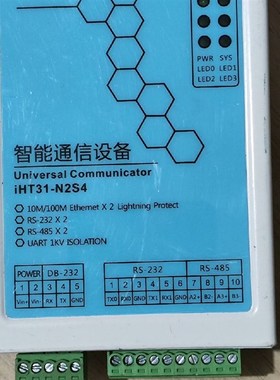 PWR SYS
LED0 LED1
LED2 LED3
智能通信设备
Universal Communicator
iHT31-N2S4
10M/100M Ethernet X 2 Lightning Protect
RS-232 X 2
RS-485 X 2
UART 1KV ISOLATION
POWER DB-232
1 2 3 4 5
Vin+ Vin- RX TX GND
RS-232 RS-485
1 2 3 4 5 6 7 8 9 10
TX0 RX0 GND TX1 RX1 GND A2+ B2- A3+ B3-